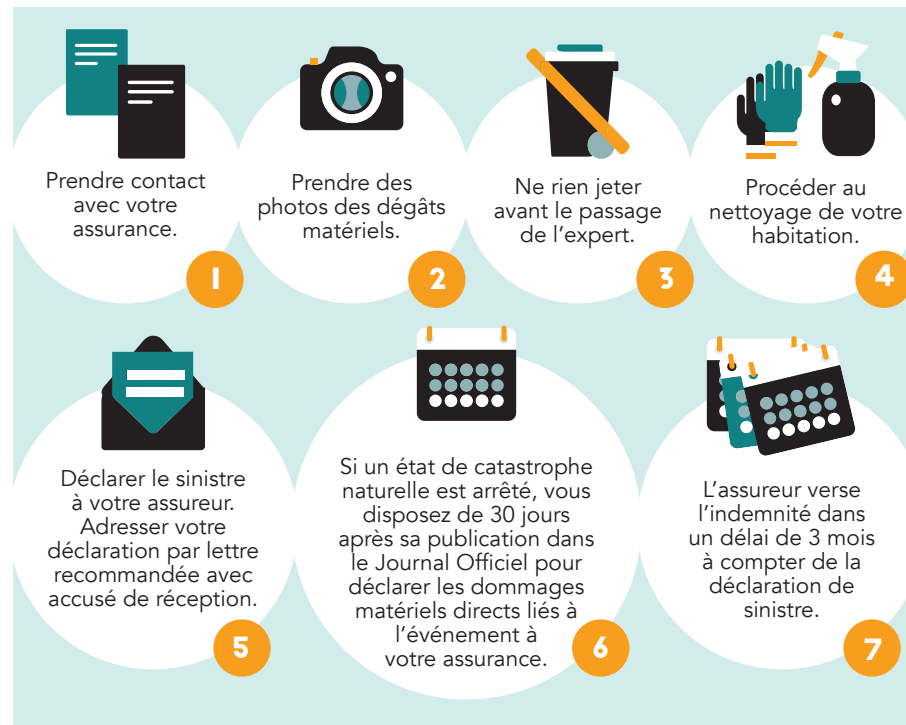 Prendre contact
avec votre
assurance.
1
Prendre des
photos des dégâts
matériels.
2
Ne rien jeter
avant le passage
de l’expert.
3
Procéder au
nettoyage de votre
habitation.
4
Déclarer le sinistre
à votre assureur.
Adresser votre
déclaration par lettre
recommandée avec
accusé de réception.
5
Si un état de catastrophe
naturelle est arrêté, vous
disposez de 30 jours
après sa publication dans
le Journal Officiel pour
déclarer les dommages
matériels directs liés à
l’événement à
votre assurance.
6
L’assureur verse
l’indemnité dans
un délai de 3 mois
à compter de la
déclaration de
sinistre.
7